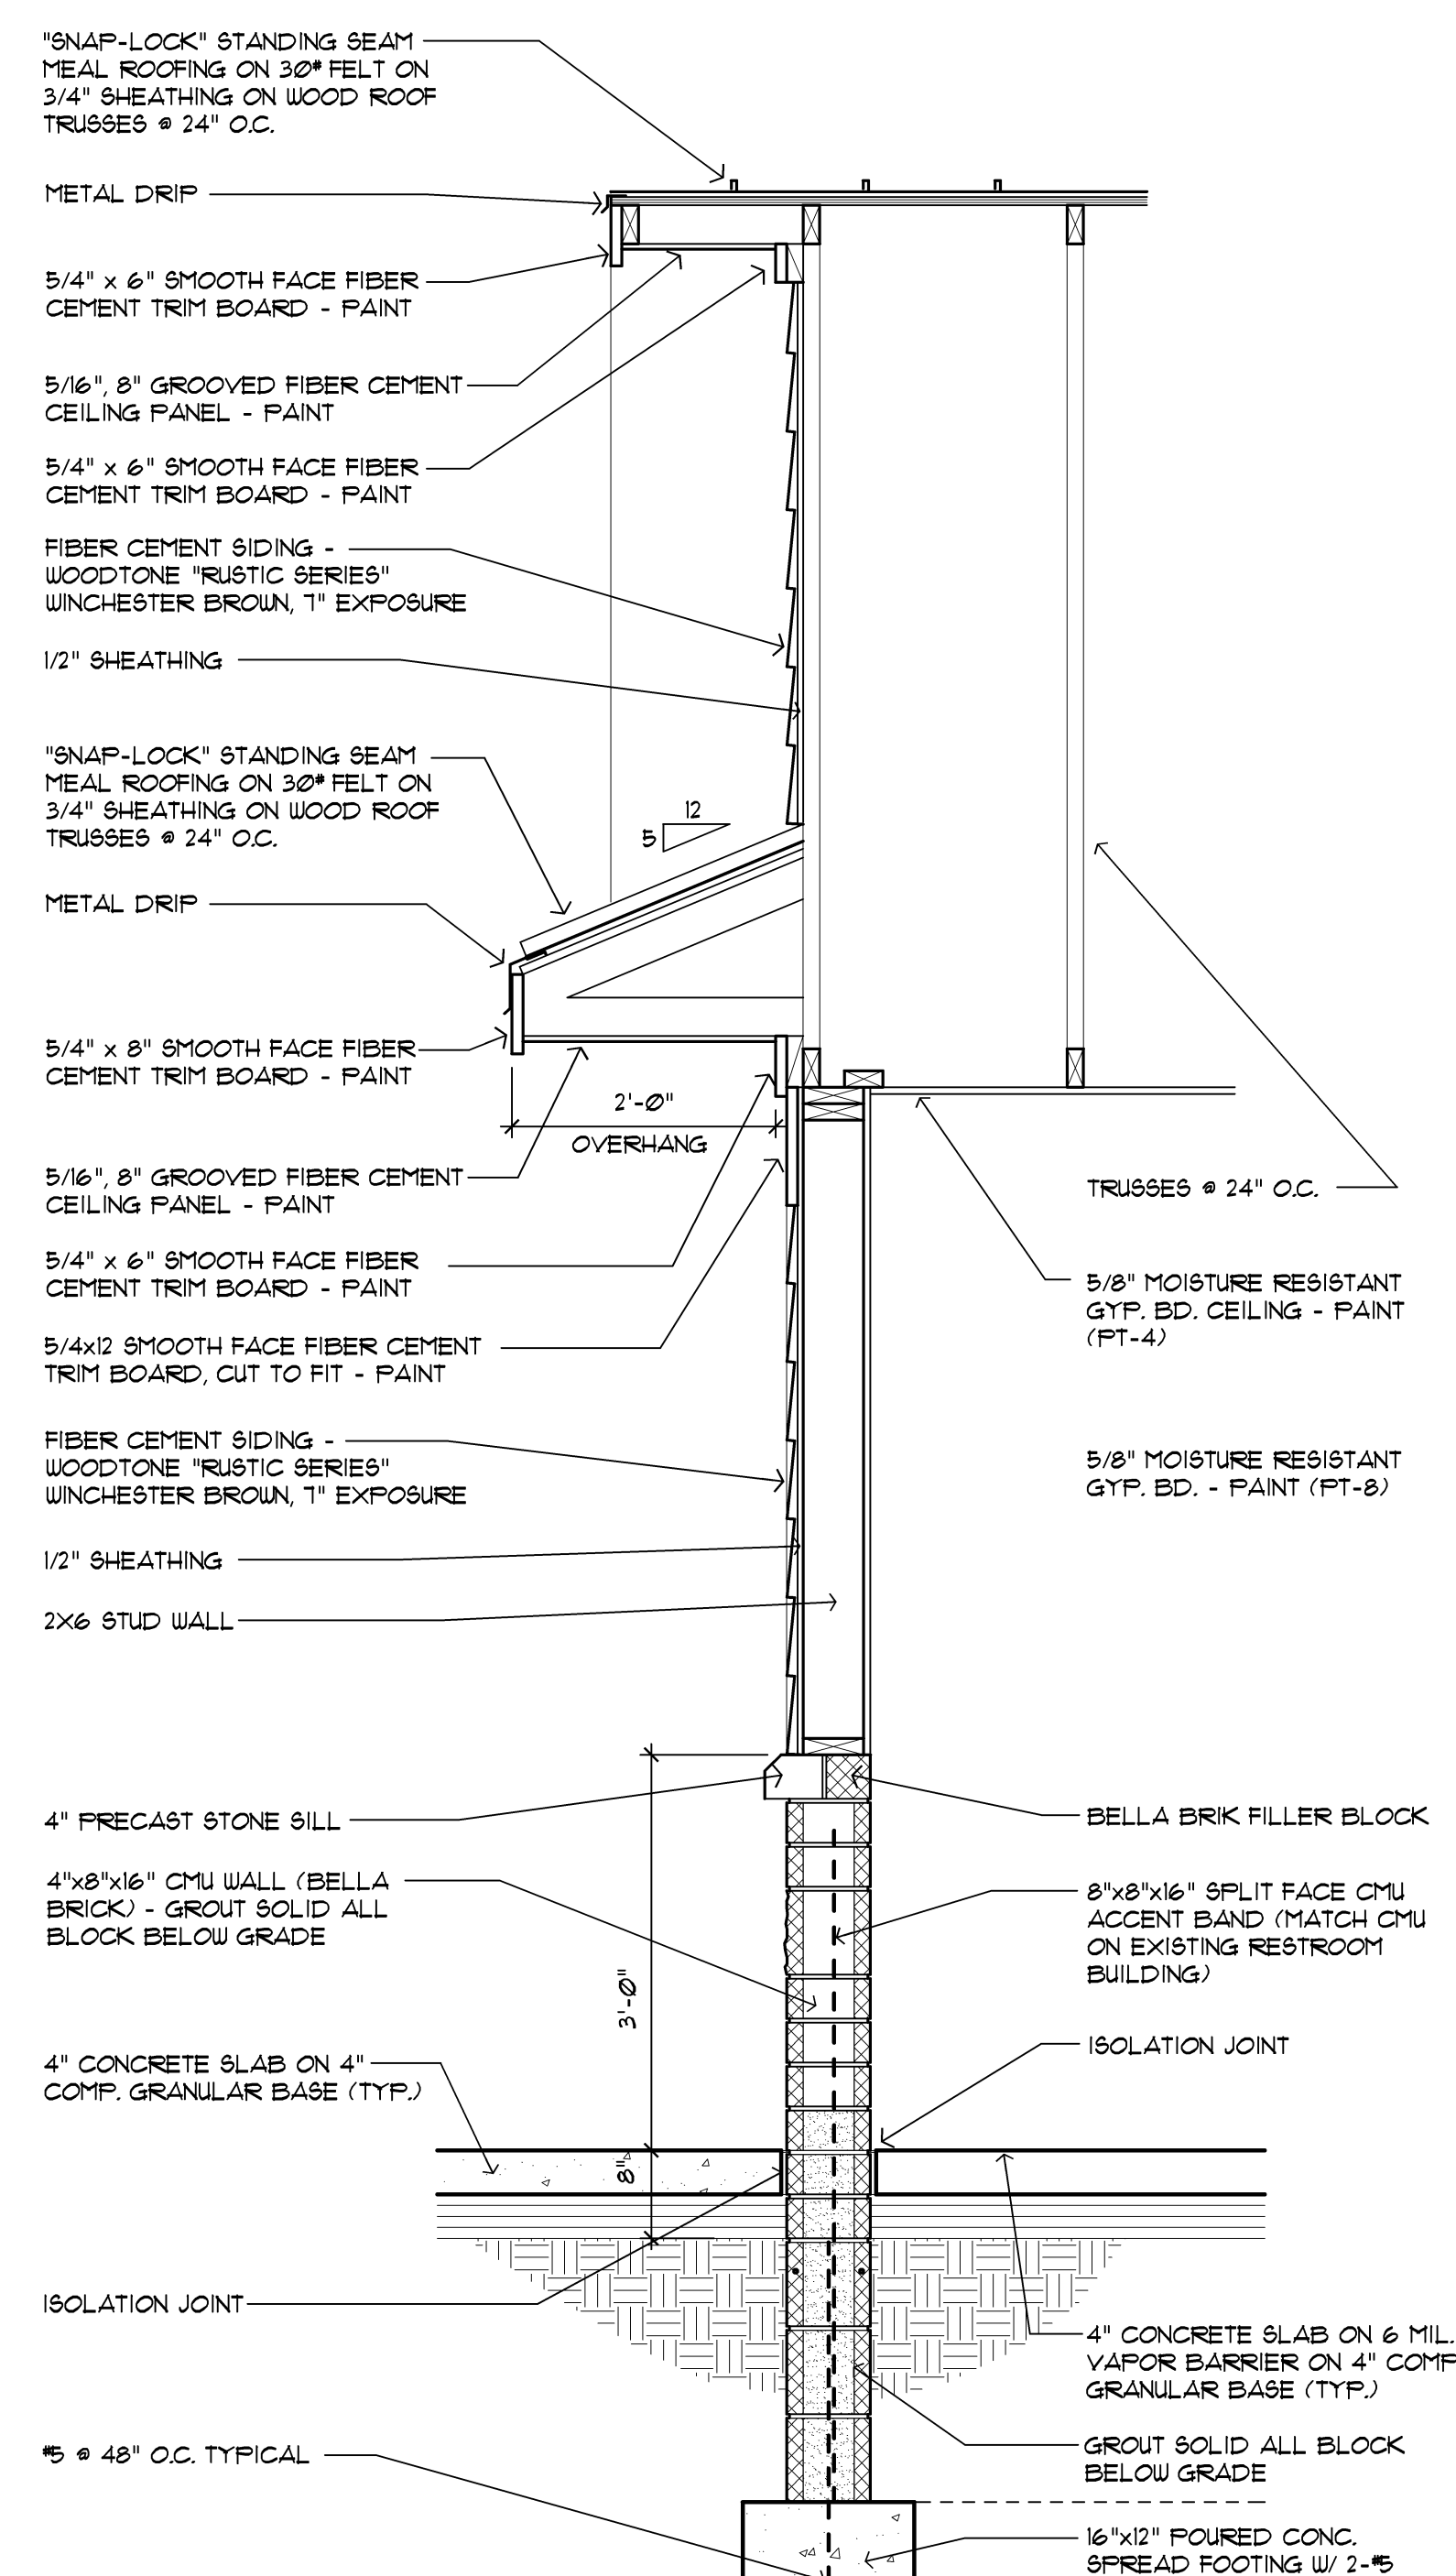 "SNAP-LOCK" STANDING SEAM
MEAL ROOFING ON 30# FELT ON
3/4" SHEATHING ON WOOD ROOF
TRUSSES @ 24" O.C.
METAL DRIP
5/4" x 6" SMOOTH FACE FIBER
CEMENT TRIM BOARD - PAINT
5/16", 8" GROOVED FIBER CEMENT
CEILING PANEL - PAINT
5/4" x 6" SMOOTH FACE FIBER
CEMENT TRIM BOARD - PAINT
FIBER CEMENT SIDING -
WOODTONE "RUSTIC SERIES"
WINCHESTER BROWN, 7" EXPOSURE
1/2" SHEATHING
"SNAP-LOCK" STANDING SEAM
MEAL ROOFING ON 30# FELT ON
3/4" SHEATHING ON WOOD ROOF
TRUSSES @ 24" O.C.
12
5
METAL DRIP
5/4" x 8" SMOOTH FACE FIBER
CEMENT TRIM BOARD - PAINT
2'-0"
OVERHANG
5/16", 8" GROOVED FIBER CEMENT
CEILING PANEL - PAINT
5/4" x 6" SMOOTH FACE FIBER
CEMENT TRIM BOARD - PAINT
5/4x12 SMOOTH FACE FIBER CEMENT
TRIM BOARD, CUT TO FIT - PAINT
FIBER CEMENT SIDING -
WOODTONE "RUSTIC SERIES"
WINCHESTER BROWN, 7" EXPOSURE
1/2" SHEATHING
2X6 STUD WALL
4" PRECAST STONE SILL
4"x8"x16" CMU WALL (BELLA
BRICK) - GROUT SOLID ALL
BLOCK BELOW GRADE
3'-0"
4" CONCRETE SLAB ON 4"
COMP. GRANULAR BASE (TYP.)
8"
ISOLATION JOINT
#5 @ 48" O.C. TYPICAL
TRUSSES @ 24" O.C.
5/8" MOISTURE RESISTANT
GYP. BD. CEILING - PAINT
(PT-4)
5/8" MOISTURE RESISTANT
GYP. BD. - PAINT (PT-8)
BELLA BRIK FILLER BLOCK
8"x8"x16" SPLIT FACE CMU
ACCENT BAND (MATCH CMU
ON EXISTING RESTROOM
BUILDING)
ISOLATION JOINT
4" CONCRETE SLAB ON 6 MIL.
VAPOR BARRIER ON 4" COMP
GRANULAR BASE (TYP.)
GROUT SOLID ALL BLOCK
BELOW GRADE
16"x12" POURED CONC.
SPREAD FOOTING W/ 2-#5